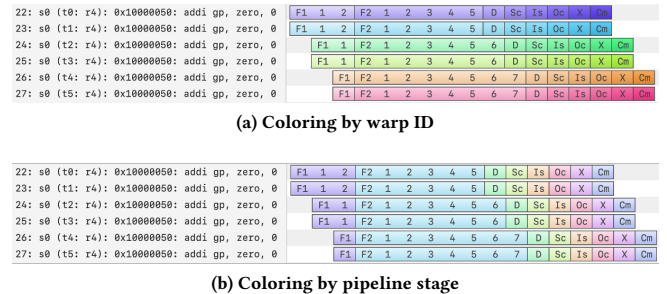 22: s0 (t0: r4): 0x10000050: addi gp, zero, 0 F1 1 2 F2 1 2 3 4 5 D Sc Is Oc X Cm
23: s0 (t1: r4): 0x10000050: addi gp, zero, 0 F1 1 2 F2 1 2 3 4 5 D Sc Is Oc X Cm
24: s0 (t2: r4): 0x10000050: addi gp, zero, 0 F1 1 F2 1 2 3 4 5 6 D Sc Is Oc X Cm
25: s0 (t3: r4): 0x10000050: addi gp, zero, 0 F1 1 F2 1 2 3 4 5 6 D Sc Is Oc X Cm
26: s0 (t4: r4): 0x10000050: addi gp, zero, 0 F1 F2 1 2 3 4 5 6 7 D Sc Is Oc X Cm
27: s0 (t5: r4): 0x10000050: addi gp, zero, 0 F1 F2 1 2 3 4 5 6 7 D Sc Is Oc X Cm
(a) Coloring by warp ID
22: s0 (t0: r4): 0x10000050: addi gp, zero, 0 F1 1 2 F2 1 2 3 4 5 D Sc Is Oc X Cm
23: s0 (t1: r4): 0x10000050: addi gp, zero, 0 F1 1 2 F2 1 2 3 4 5 D Sc Is Oc X Cm
24: s0 (t2: r4): 0x10000050: addi gp, zero, 0 F1 1 F2 1 2 3 4 5 6 D Sc Is Oc X Cm
25: s0 (t3: r4): 0x10000050: addi gp, zero, 0 F1 1 F2 1 2 3 4 5 6 D Sc Is Oc X Cm
26: s0 (t4: r4): 0x10000050: addi gp, zero, 0 F1 F2 1 2 3 4 5 6 7 D Sc Is Oc X Cm
27: s0 (t5: r4): 0x10000050: addi gp, zero, 0 F1 F2 1 2 3 4 5 6 7 D Sc Is Oc X Cm
(b) Coloring by pipeline stage